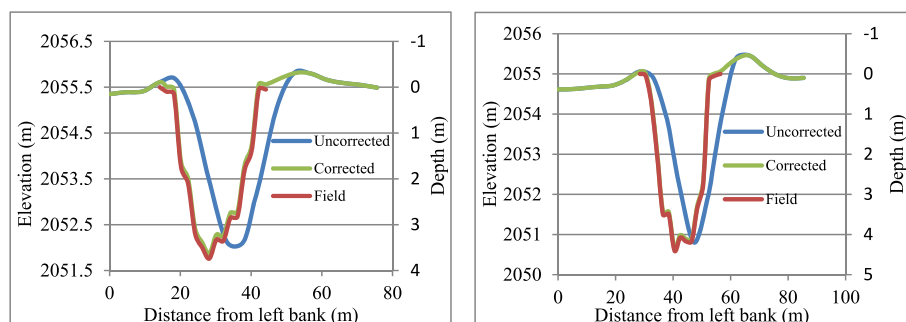 2056.5
2055.5
2054.5
2053.5
2052.5
2051.5
Elevation (m)
-1
0
1
2
3
4
Depth (m)
Uncorrected
Corrected
Field
0 20 40 60 80
Distance from left bank (m)
2056
2055
2054
2053
2052
2051
2050
Elevation (m)
-1
0
1
2
3
4
5
Depth (m)
Uncorrected
Corrected
Field
0 20 40 60 80 100
Distance from left bank (m)